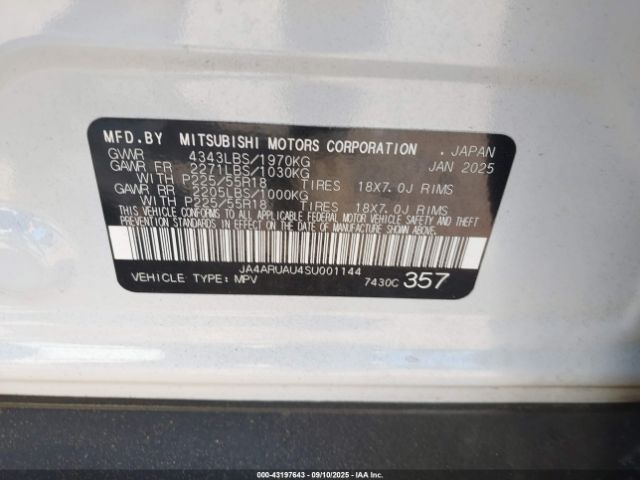 MFD.BY MITSUBISHI MOTORS CORPORATION . JAPAN
GVWR 4343LBS/1970KG JAN 2025
GAWR FR 2271LBS/1030KG
WITH P225/55R18 TIRES 18X7.0J RIMS
GAWR RR 2205LBS/1000KG
WITH P225/55R18 TIRES 18X7.0J RIMS
THIS VEHICLE CONFORMS TO ALL APPLICABLE FEDERAL MOTOR VEHICLE SAFETY AND THEFT
PREVENTION STANDARDS IN EFFECT ON THE DATE OF MANUFACTURE SHOWN ABOVE.
JA4ARUAU4SU001144
VEHICLE TYPE: MPV 7430C 357
000-43197643 - 09/10/2025 - IAAI.COM